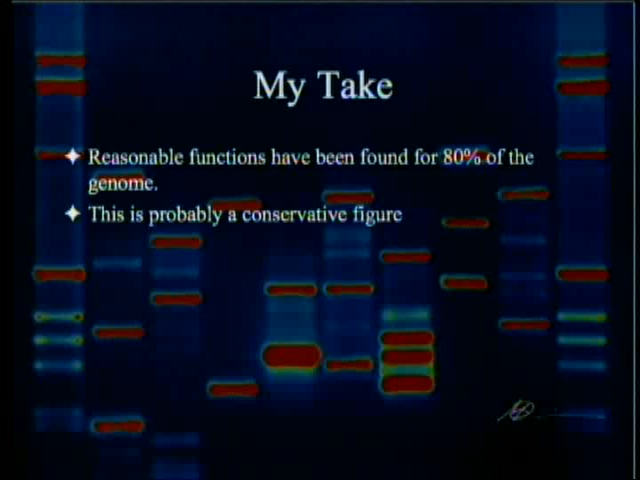 My Take
Reasonable functions have been found for 80% of the
genome.
This is probably a conservative figure